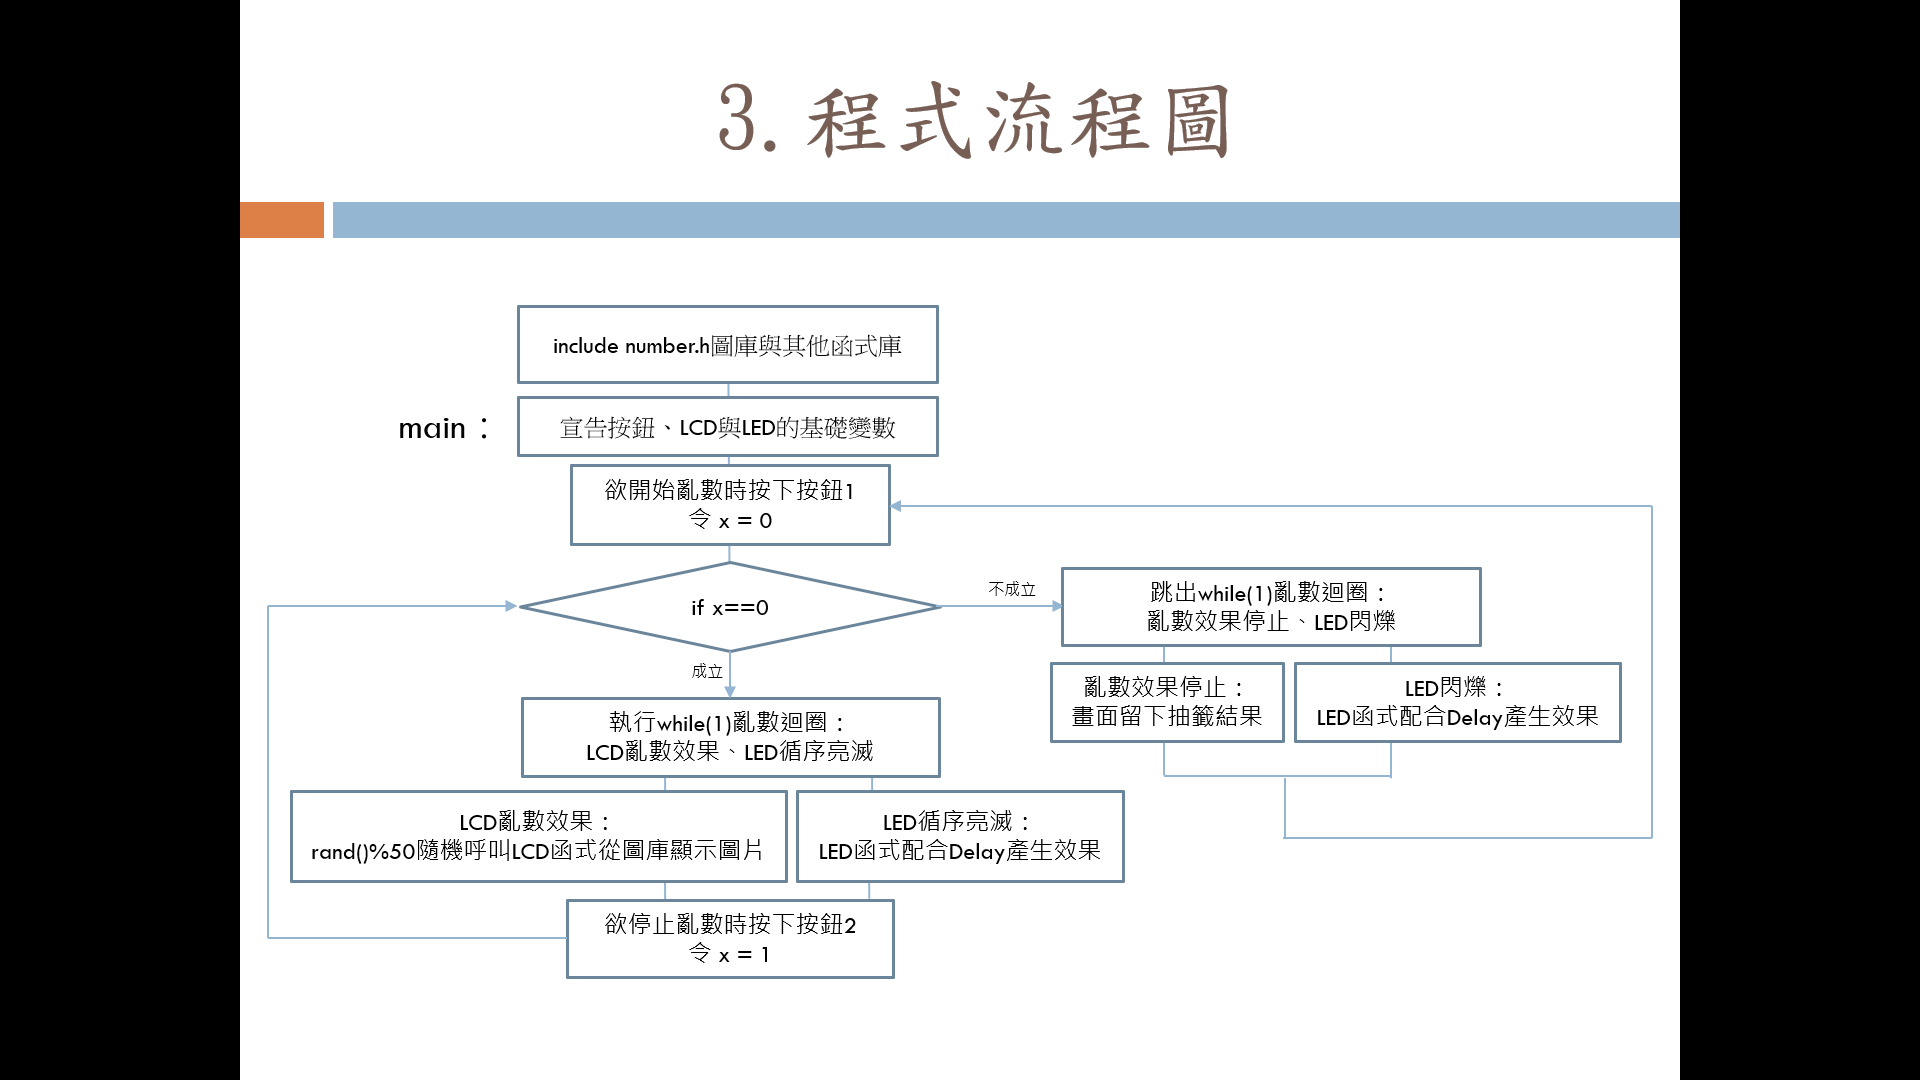 3.程式流程圖
include number.h圖庫與其他函式庫
main：
宣告按鈕、LCD與LED的基礎變數
欲開始亂數時按下按鈕1
令 x = 0
if x==0
不成立
跳出while(1)亂數迴圈：
亂數效果停止、LED閃爍
亂數效果停止：
畫面留下抽籤結果
LED閃爍：
LED函式配合Delay產生效果
成立
執行while(1)亂數迴圈：
LCD亂數效果、LED循序亮滅
LCD亂數效果：
rand()%50隨機呼叫LCD函式從圖庫顯示圖片
LED循序亮滅：
LED函式配合Delay產生效果
欲停止亂數時按下按鈕2
令 x = 1